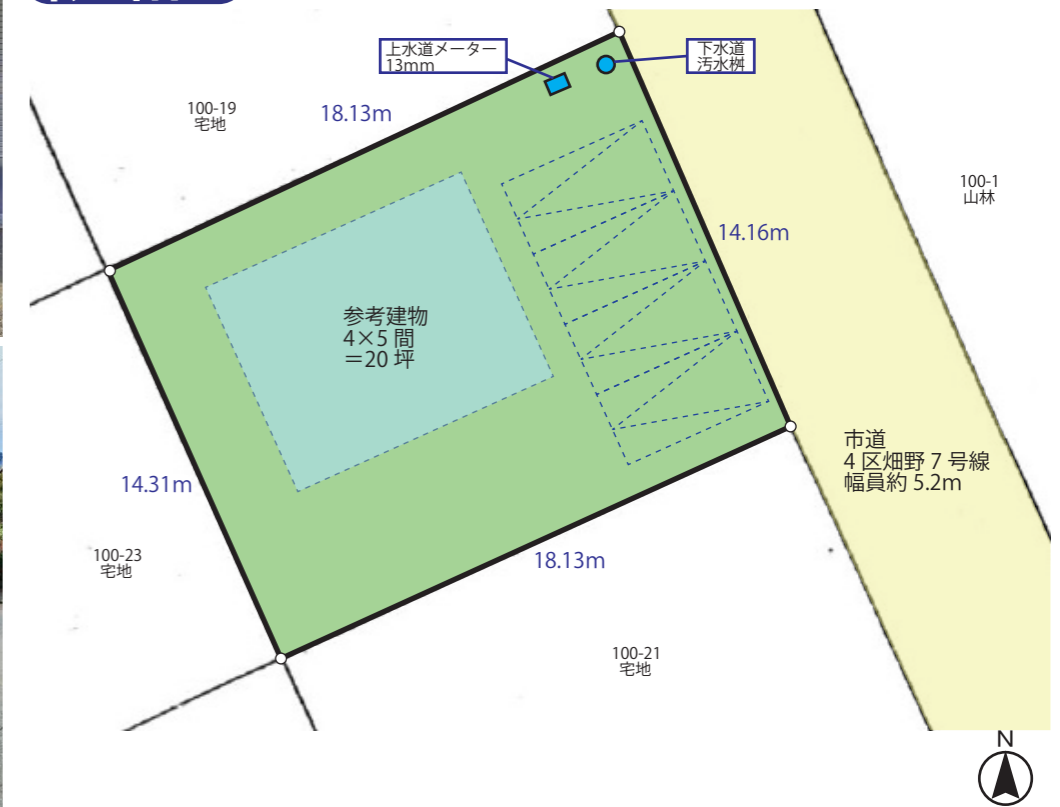 上水道メーター
13mm
下水道
汚水桝
100-19
宅地
18.13m
100-1
山林
14.16m
参考建物
4×5 間
＝20 坪
市道
4 区畑野 7 号線
幅員約 5.2m
14.31m
100-23
宅地
18.13m
100-21
宅地
N